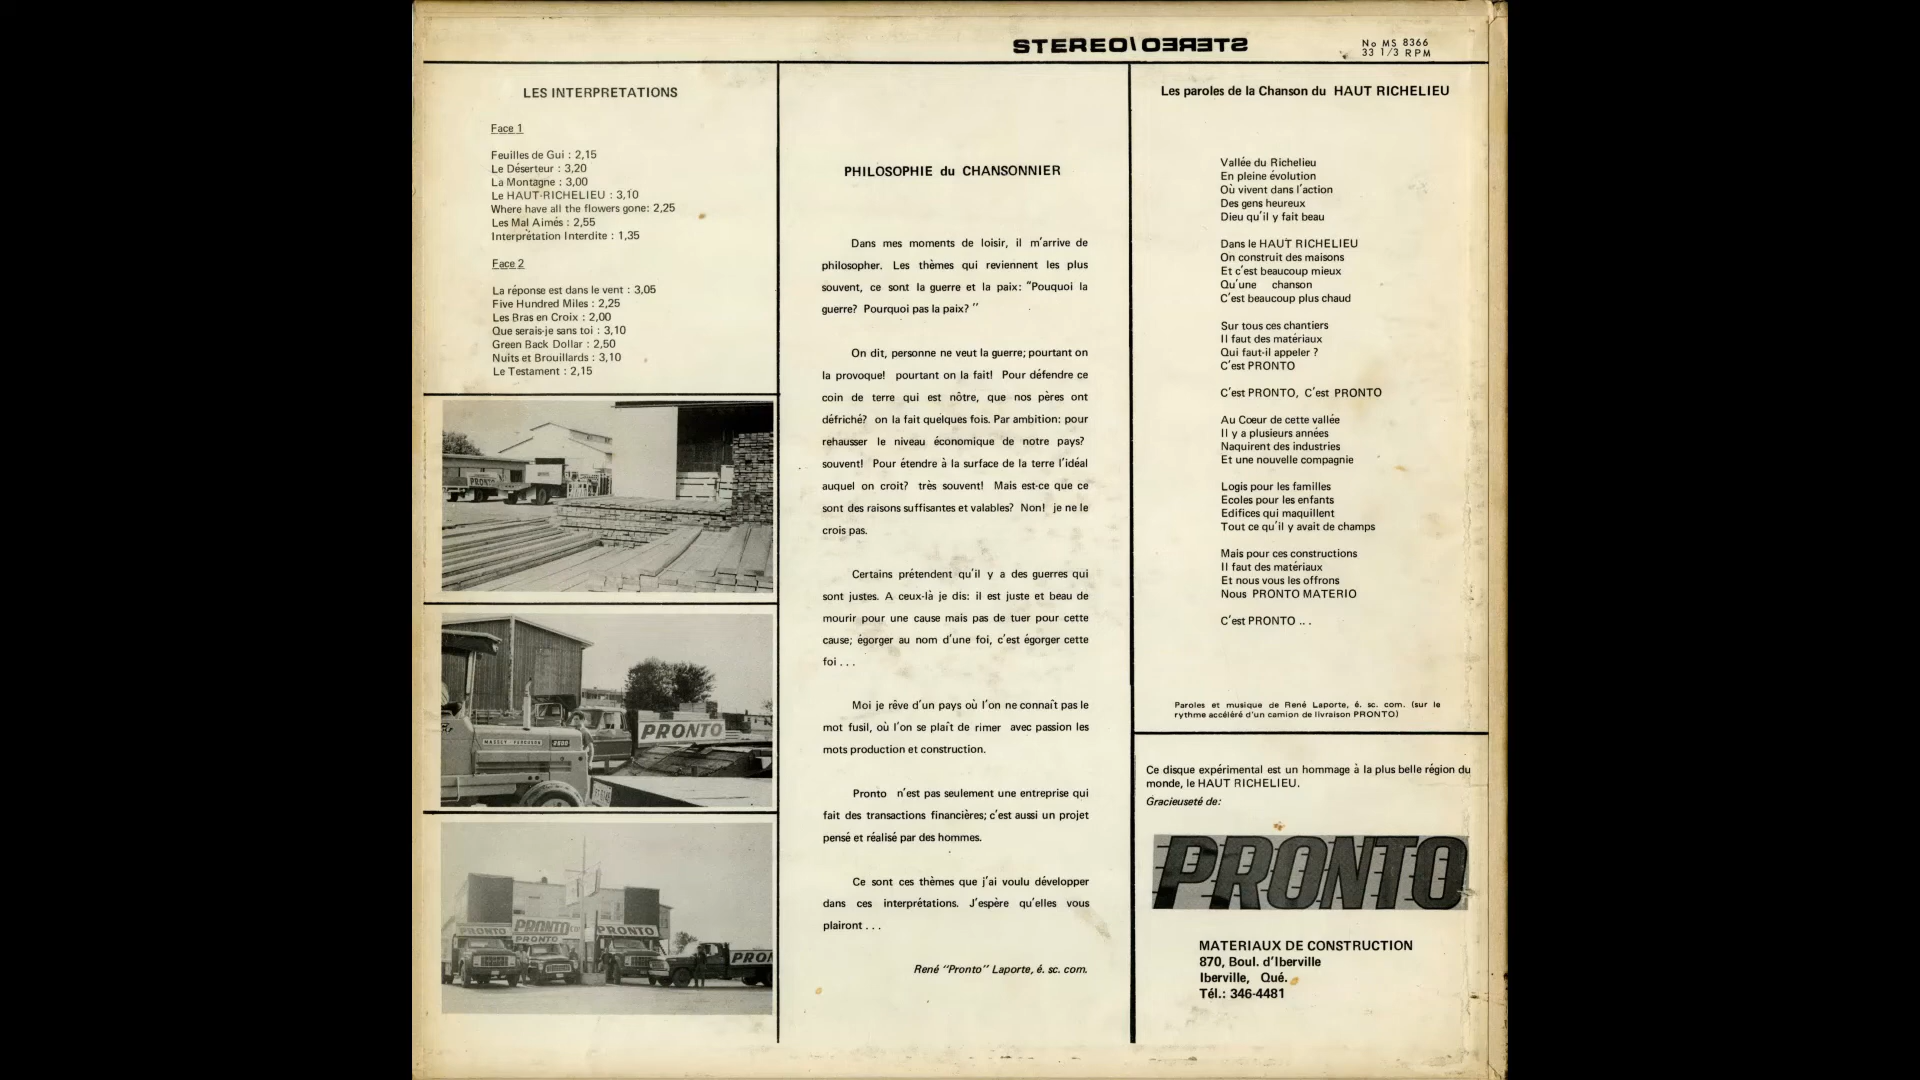 STEREO\STEREO
No MS 8366
33 1/3 RPM
LES INTERPRETATIONS
Face 1
Feuilles de Gui : 2,15
Le Déserteur : 3,20
La Montagne : 3,00
Le HAUT-RICHELIEU : 3,10
Where have all the flowers gone: 2,25
Les Mal Aimés : 2,55
Interprètation Interdite : 1,35
Face 2
La réponse est dans le vent : 3,05
Five Hundred Miles : 2,25
Les Bras en Croix : 2,00
Que serais-je sans toi : 3,10
Green Back Dollar : 2,50
Nuits et Brouillards : 3,10
Le Testament : 2,15
PRONTO
MASSEY FERGUSON
PRONTO
PRONTO
PRONTO
PRONTO
PRONTO
PRON
PHILOSOPHIE du CHANSONNIER
Dans mes moments de loisir, il m'arrive de
philosopher. Les thèmes qui reviennent les plus
souvent, ce sont la guerre et la paix: "Pouquoi la
guerre? Pourquoi pas la paix? "
On dit, personne ne veut la guerre; pourtant on
la provoque! pourtant on la fait! Pour défendre ce
coin de terre qui est nôtre, que nos pères ont
défriché? on la fait quelques fois. Par ambition: pour
rehausser le niveau économique de notre pays?
souvent! Pour étendre à la surface de la terre l'idéal
auquel on croit? très souvent! Mais est-ce que ce
sont des raisons suffisantes et valables? Non! je ne le
crois pas.
Certains prétendent qu'il y a des guerres qui
sont justes. A ceux-là je dis: il est juste et beau de
mourir pour une cause mais pas de tuer pour cette
cause; égorger au nom d'une foi, c'est égorger cette
foi . . .
Moi je rêve d'un pays où l'on ne connaît pas le
mot fusil, où l'on se plaît de rimer avec passion les
mots production et construction.
Pronto n'est pas seulement une entreprise qui
fait des transactions financières; c'est aussi un projet
pensé et réalisé par des hommes.
Ce sont ces thèmes que j'ai voulu développer
dans ces interprétations. J'espère qu'elles vous
plairont . . .
René "Pronto" Laporte, é. sc. com.
Les paroles de la Chanson du HAUT RICHELIEU
Vallée du Richelieu
En pleine évolution
Où vivent dans l'action
Des gens heureux
Dieu qu'il y fait beau
Dans le HAUT RICHELIEU
On construit des maisons
Et c'est beaucoup mieux
Qu'une chanson
C'est beaucoup plus chaud
Sur tous ces chantiers
Il faut des matériaux
Qui faut-il appeler ?
C'est PRONTO
C'est PRONTO, C'est PRONTO
Au Coeur de cette vallée
Il y a plusieurs années
Naquirent des industries
Et une nouvelle compagnie
Logis pour les familles
Ecoles pour les enfants
Edifices qui maquillent
Tout ce qu'il y avait de champs
Mais pour ces constructions
Il faut des matériaux
Et nous vous les offrons
Nous PRONTO MATERIO
C'est PRONTO . . .
Paroles et musique de René Laporte, é. sc. com. (sur le
rythme accéléré d'un camion de livraison PRONTO)
Ce disque expérimental est un hommage à la plus belle région du
monde, le HAUT RICHELIEU.
Gracieuseté de:
PRONTO
MATERIAUX DE CONSTRUCTION
870, Boul. d'Iberville
Iberville, Qué.
Tél.: 346-4481